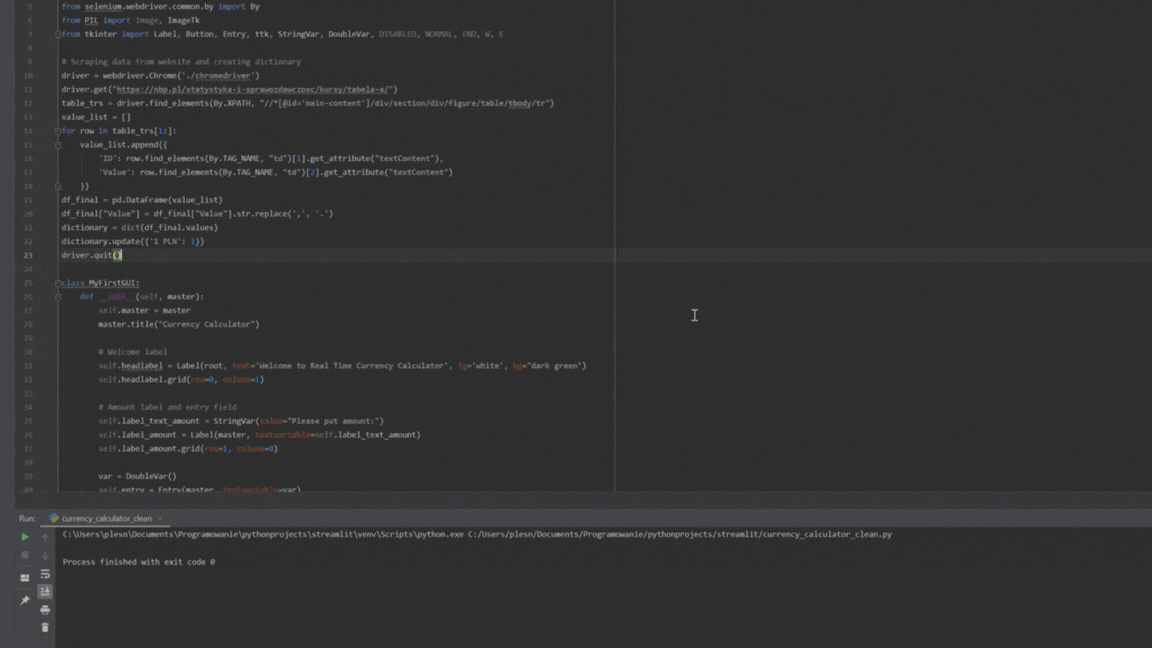 5 from selenium.webdriver.common.by import By
6 from PIL import Image, ImageTk
7 from tkinter import Label, Button, Entry, ttk, StringVar, DoubleVar, DISABLED, NORMAL, END, W, E
8
9 # Scraping data from website and creating dictionary
10 driver = webdriver.Chrome('./chromedriver')
11 driver.get("https://nbp.pl/statystyka-i-sprawozdawczosc/kursy/tabela-a/")
12 table_trs = driver.find_elements(By.XPATH, "//*[@id='main-content']/div/section/div/figure/table/tbody/tr")
13 value_list = []
14 for row in table_trs[1:]:
15 value_list.append({
16 'ID': row.find_elements(By.TAG_NAME, "td")[1].get_attribute("textContent"),
17 'Value': row.find_elements(By.TAG_NAME, "td")[2].get_attribute("textContent")
18 })
19 df_final = pd.DataFrame(value_list)
20 df_final["Value"] = df_final["Value"].str.replace(',', '.')
21 dictionary = dict(df_final.values)
22 dictionary.update({'1 PLN': 1})
23 driver.quit()
24
25 class MyFirstGUI:
26 def __init__(self, master):
27 self.master = master
28 master.title("Currency Calculator")
29
30 # Welcome label
31 self.headlabel = Label(root, text='Welcome to Real Time Currency Calculator', fg='white', bg="dark green")
32 self.headlabel.grid(row=0, column=1)
33
34 # Amount label and entry field
35 self.label_text_amount = StringVar(value="Please put amount:")
36 self.label_amount = Label(master, textvariable=self.label_text_amount)
37 self.label_amount.grid(row=1, column=0)
38
39 var = DoubleVar()
40 self.entry = Entry(master, textvariable=var)
Run: currency_calculator_clean
C:\Users\plesn\Documents\Programowanie\pythonprojects\streamlit\venv\Scripts\python.exe C:/Users/plesn/Documents/Programowanie/pythonprojects/streamlit/currency_calculator_clean.py
Process finished with exit code 0